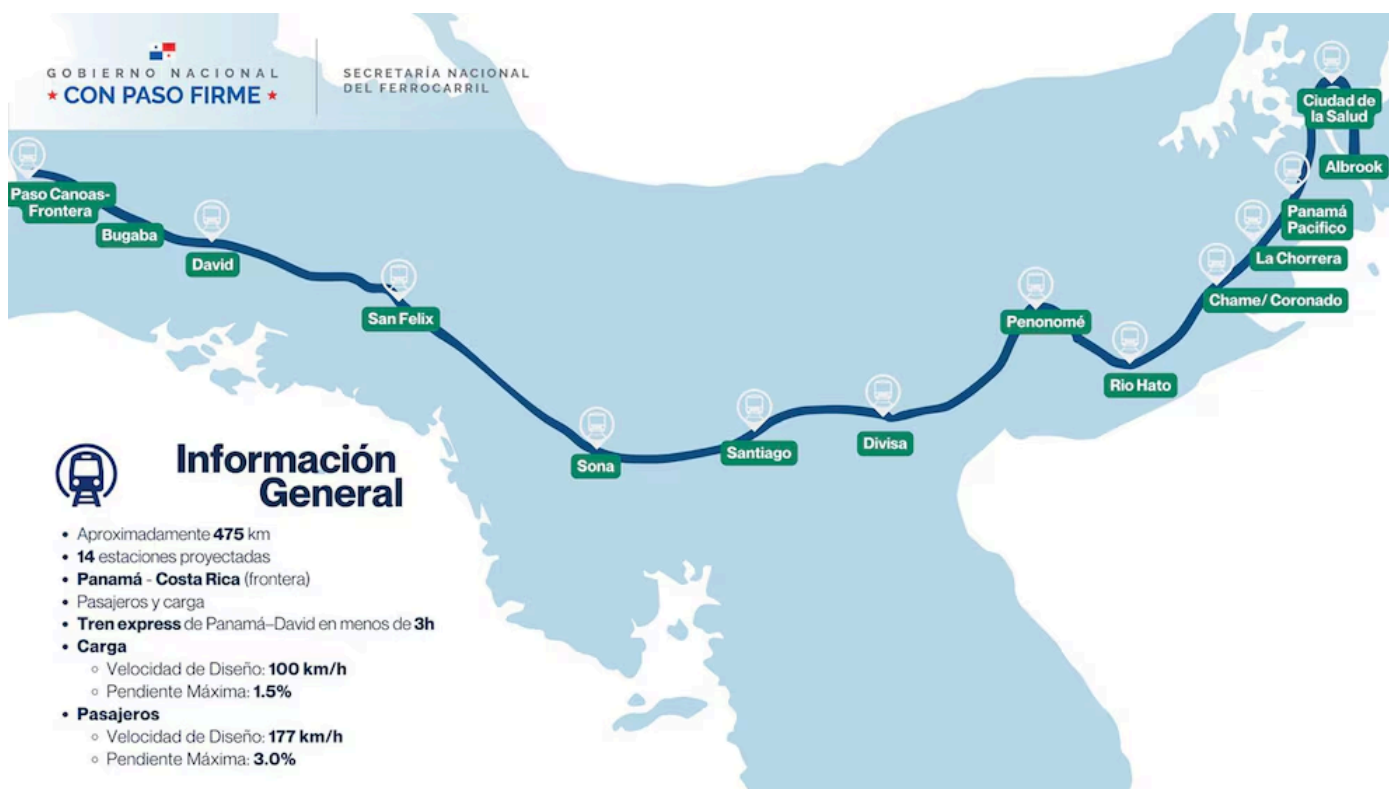 GOBIERNO NACIONAL
★ CON PASO FIRME ★
SECRETARÍA NACIONAL
DEL FERROCARRIL
Paso Canoas-
Frontera
Bugaba
David
San Felix
Sona
Santiago
Divisa
Penonomé
Rio Hato
Chame/ Coronado
La Chorrera
Panamá
Pacifico
Ciudad de
la Salud
Albrook
Información
General
• Aproximadamente 475 km
• 14 estaciones proyectadas
• Panamá - Costa Rica (frontera)
• Pasajeros y carga
• Tren express de Panamá–David en menos de 3h
• Carga
◦ Velocidad de Diseño: 100 km/h
◦ Pendiente Máxima: 1.5%
• Pasajeros
◦ Velocidad de Diseño: 177 km/h
◦ Pendiente Máxima: 3.0%